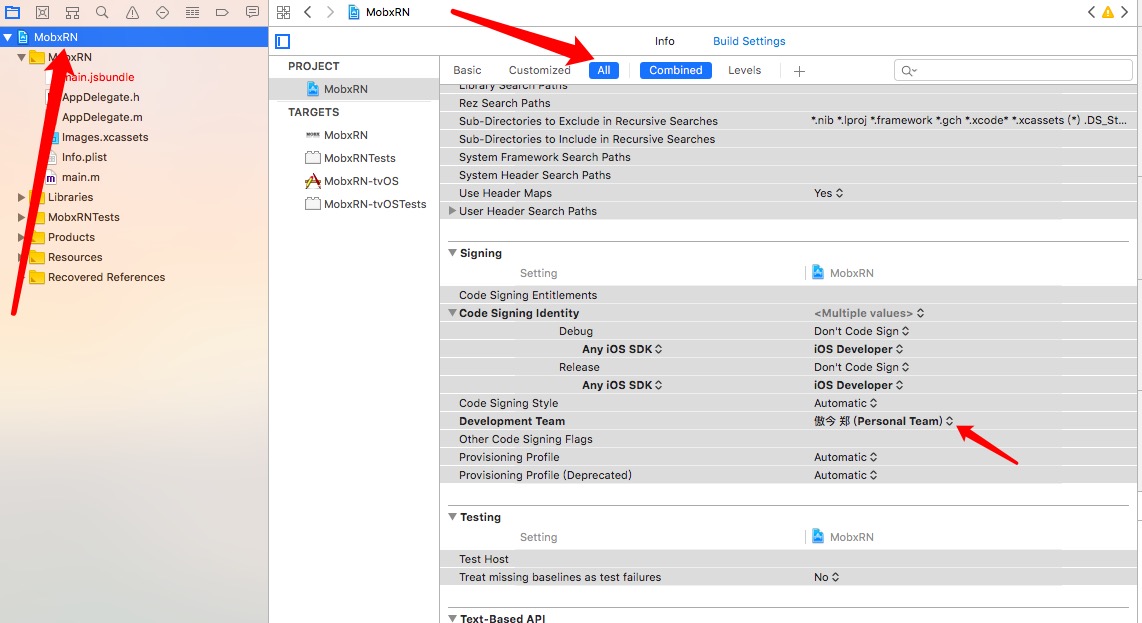 MobxRN
Info
Build Settings
MobxRN
MobxRN
main.jsbundle
AppDelegate.h
AppDelegate.m
Images.xcassets
Info.plist
main.m
Libraries
MobxRNTests
Products
Resources
Recovered References
PROJECT
MobxRN
TARGETS
MobxRN
MobxRNTests
MobxRN-tvOS
MobxRN-tvOSTests
Basic
Customized
All
Combined
Levels
Library Search Paths
Rez Search Paths
Sub-Directories to Exclude in Recursive Searches
*.nib *.lproj *.framework *.gch *.xcode* *.xcassets (*) .DS_St...
Sub-Directories to Include in Recursive Searches
System Framework Search Paths
System Header Search Paths
Use Header Maps
Yes
User Header Search Paths
Signing
Setting
MobxRN
Code Signing Entitlements
Code Signing Identity
<Multiple values>
Debug
Don't Code Sign
Any iOS SDK
iOS Developer
Release
Don't Code Sign
Any iOS SDK
iOS Developer
Code Signing Style
Automatic
Development Team
傲今 郑 (Personal Team)
Other Code Signing Flags
Provisioning Profile
Automatic
Provisioning Profile (Deprecated)
Automatic
Testing
Setting
MobxRN
Test Host
Treat missing baselines as test failures
No
Text-Based API